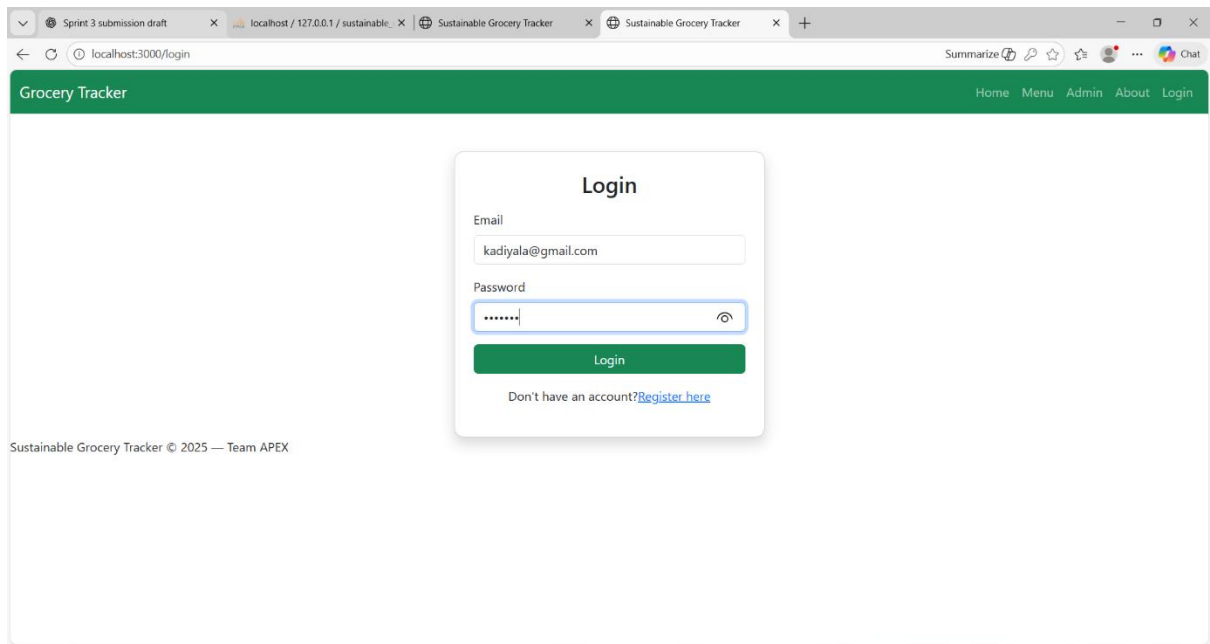 Sprint 3 submission draft
localhost / 127.0.0.1 / sustainable_
Sustainable Grocery Tracker
Sustainable Grocery Tracker
localhost:3000/login
Summarize
Chat
Grocery Tracker
Home Menu Admin About Login
Login
Email
kadiyala@gmail.com
Password
•••••••
Login
Don't have an account?Register here
Sustainable Grocery Tracker © 2025 — Team APEX